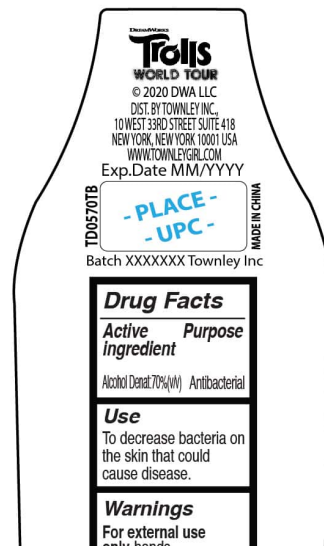 DREAMWORKS
Trolls
WORLD TOUR
© 2020 DWA LLC
DIST. BY TOWNLEY INC.,
10 WEST 33RD STREET SUITE 418
NEW YORK, NEW YORK 10001 USA
WWW.TOWNLEYGIRL.COM
Exp.Date MM/YYYY
TD0570TB
- PLACE -
- UPC -
MADE IN CHINA
Batch XXXXXXX Townley Inc
Drug Facts
Active Purpose
ingredient
Alcohol Denat.70%(v/v) Antibacterial
Use
To decrease bacteria on
the skin that could
cause disease.
Warnings
For external use
only-hands